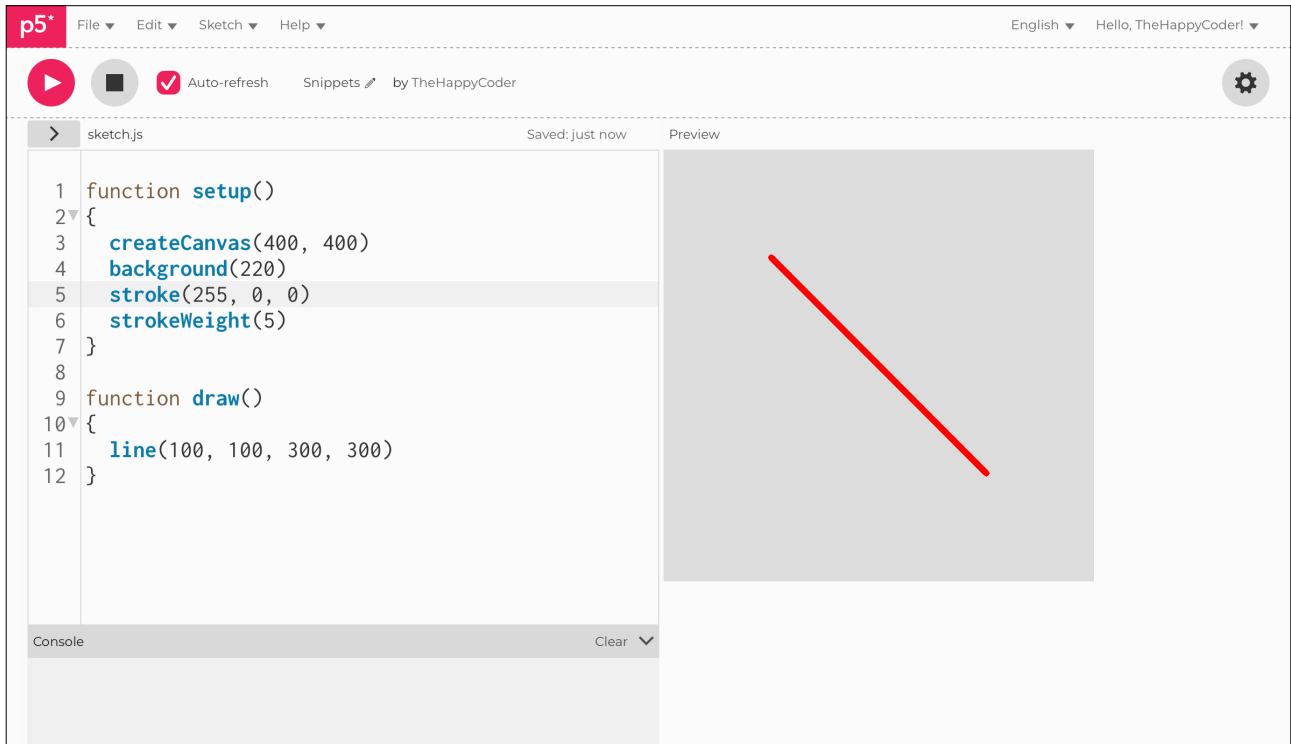 p5* File Edit Sketch Help English Hello, TheHappyCoder!
Auto-refresh Snippets by TheHappyCoder
sketch.js Saved: just now Preview
1 function setup()
2 {
3 createCanvas(400, 400)
4 background(220)
5 stroke(255, 0, 0)
6 strokeWeight(5)
7 }
8
9 function draw()
10 {
11 line(100, 100, 300, 300)
12 }
Console Clear